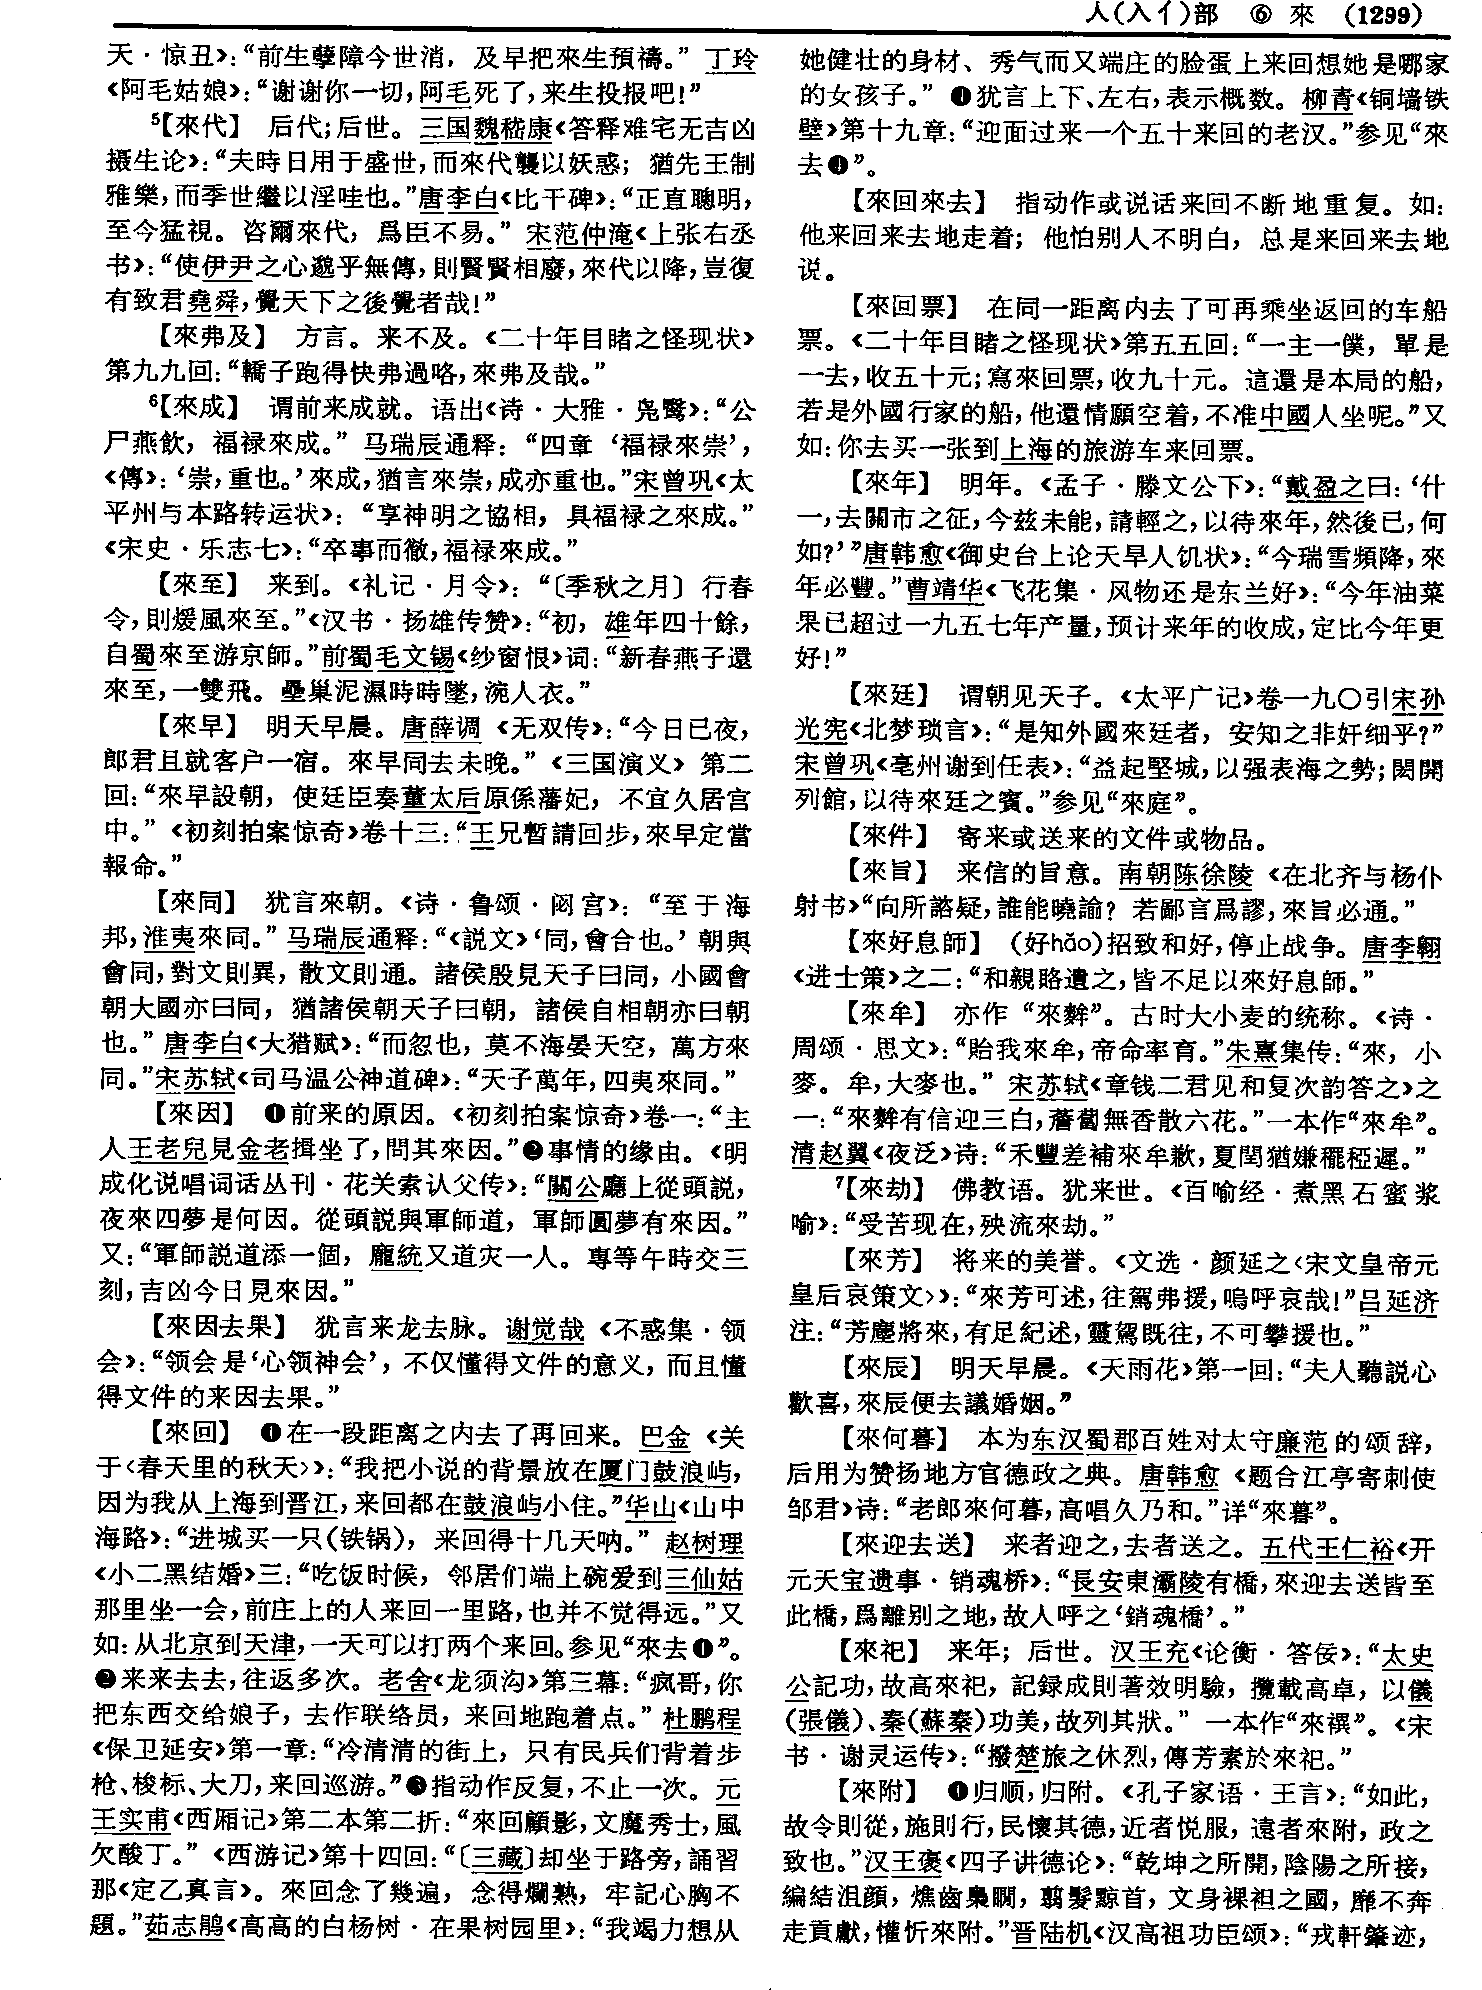 人(入亻)部 ⑥ 來 (1299)
天·惊丑》：“前生孽障今世消，及早把來生預禱。”丁玲
《阿毛姑娘》：“谢谢你一切，阿毛死了，来生投报吧！”
⁵【來代】 后代；后世。三国魏嵇康《答释难宅无吉凶
摄生论》：“夫時日用于盛世，而來代襲以妖惑；猶先王制
雅樂，而季世繼以淫哇也。”唐李白《比干碑》：“正直聰明，
至今猛視。咨爾來代，爲臣不易。”宋范仲淹《上张右丞
书》：“使伊尹之心邈乎無傳，則賢賢相廢，來代以降，豈復
有致君堯舜，覺天下之後覺者哉！”
【來弗及】 方言。来不及。《二十年目睹之怪现状》
第九九回：“轎子跑得快弗過咯，來弗及哉。”
⁶【來成】 谓前来成就。语出《诗·大雅·凫鹥》：“公
尸燕飲，福禄來成。”马瑞辰通释：“四章‘福禄來崇’，
《傳》：‘崇，重也。’來成，猶言來崇，成亦重也。”宋曾巩《太
平州与本路转运状》：“享神明之協相，具福禄之來成。”
《宋史·乐志七》：“卒事而徹，福禄來成。”
【來至】 来到。《礼记·月令》：“〔季秋之月〕行春
令，則煖風來至。”《汉书·扬雄传赞》：“初，雄年四十餘，
自蜀來至游京師。”前蜀毛文锡《纱窗恨》词：“新春燕子還
來至，一雙飛。壘巢泥濕時時墜，涴人衣。”
【來早】 明天早晨。唐薛调《无双传》：“今日已夜，
郎君且就客户一宿。來早同去未晚。”《三国演义》第二
回：“來早設朝，使廷臣奏董太后原係藩妃，不宜久居宫
中。”《初刻拍案惊奇》卷十三：“王兄暫請回步，來早定當
報命。”
【來同】 犹言來朝。《诗·鲁颂·閟宫》：“至于海
邦，淮夷來同。”马瑞辰通释：“《説文》‘同，會合也。’朝與
會同，對文則異，散文則通。諸侯殷見天子曰同，小國會
朝大國亦曰同，猶諸侯朝天子曰朝，諸侯自相朝亦曰朝
也。”唐李白《大猎赋》：“而忽也，莫不海晏天空，萬方來
同。”宋苏轼《司马温公神道碑》：“天子萬年，四夷來同。”
【來因】 ❶前来的原因。《初刻拍案惊奇》卷一：“主
人王老兒見金老揖坐了，問其來因。”❷事情的缘由。《明
成化说唱词话丛刊·花关索认父传》：“關公廳上從頭説，
夜來四夢是何因。從頭説與軍師道，軍師圓夢有來因。”
又：“軍師説道添一個，龐統又道灾一人。專等午時交三
刻，吉凶今日見來因。”
【來因去果】 犹言来龙去脉。谢觉哉《不惑集·领
会》：“领会是‘心领神会’，不仅懂得文件的意义，而且懂
得文件的来因去果。”
【來回】 ❶在一段距离之内去了再回来。巴金《关
于〈春天里的秋天〉》：“我把小说的背景放在厦门鼓浪屿，
因为我从上海到晋江，来回都在鼓浪屿小住。”华山《山中
海路》：“进城买一只(铁锅)，来回得十几天呐。”赵树理
《小二黑结婚》三：“吃饭时候，邻居们端上碗爱到三仙姑
那里坐一会，前庄上的人来回一里路，也并不觉得远。”又
如：从北京到天津，一天可以打两个来回。参见“來去❶”。
❷来来去去，往返多次。老舍《龙须沟》第三幕：“疯哥，你
把东西交给娘子，去作联络员，来回地跑着点。”杜鹏程
《保卫延安》第一章：“冷清清的街上，只有民兵们背着步
枪、梭标、大刀，来回巡游。”❸指动作反复，不止一次。元
王实甫《西厢记》第二本第二折：“來回顧影，文魔秀士，風
欠酸丁。”《西游记》第十四回：“〔三藏〕却坐于路旁，誦習
那《定乙真言》。來回念了幾遍，念得爛熟，牢記心胸不
題。”茹志鹃《高高的白杨树·在果树园里》：“我竭力想从
她健壮的身材、秀气而又端庄的脸蛋上来回想她是哪家
的女孩子。”❹犹言上下、左右，表示概数。柳青《铜墙铁
壁》第十九章：“迎面过来一个五十来回的老汉。”参见“來
去❹”。
【來回來去】 指动作或说话来回不断地重复。如：
他来回来去地走着；他怕别人不明白，总是来回来去地
说。
【來回票】 在同一距离内去了可再乘坐返回的车船
票。《二十年目睹之怪现状》第五五回：“一主一僕，單是
一去，收五十元；寫來回票，收九十元。這還是本局的船，
若是外國行家的船，他還情願空着，不准中國人坐呢。”又
如：你去买一张到上海的旅游车来回票。
【來年】 明年。《孟子·滕文公下》：“戴盈之曰：‘什
一，去關市之征，今兹未能，請輕之，以待來年，然後已，何
如？’”唐韩愈《御史台上论天旱人饥状》：“今瑞雪頻降，來
年必豐。”曹靖华《飞花集·风物还是东兰好》：“今年油菜
果已超过一九五七年产量，预计来年的收成，定比今年更
好！”
【來廷】 谓朝见天子。《太平广记》卷一九〇引宋孙
光宪《北梦琐言》：“是知外國來廷者，安知之非奸细乎？”
宋曾巩《亳州谢到任表》：“益起堅城，以强表海之勢；閎開
列館，以待來廷之賓。”参见“來庭”。
【來件】 寄来或送来的文件或物品。
【來旨】 来信的旨意。南朝陈徐陵《在北齐与杨仆
射书》“向所諮疑，誰能曉諭？若鄙言爲謬，來旨必通。”
【來好息師】 (好hǎo)招致和好，停止战争。唐李翱
《进士策》之二：“和親賂遺之，皆不足以來好息師。”
【來牟】 亦作“來麰”。古时大小麦的统称。《诗·
周颂·思文》：“貽我來牟，帝命率育。”朱熹集传：“來，小
麥。牟，大麥也。”宋苏轼《章钱二君见和复次韵答之》之
一：“來麰有信迎三白，薝蔔無香散六花。”一本作“來牟”。
清赵翼《夜泛》诗：“禾豐差補來牟歉，夏閏猶嫌䆉稏遲。”
⁷【來劫】 佛教语。犹来世。《百喻经·煮黑石蜜浆
喻》：“受苦现在，殃流來劫。”
【來芳】 将来的美誉。《文选·颜延之〈宋文皇帝元
皇后哀策文〉》：“來芳可述，往駕弗援，嗚呼哀哉！”吕延济
注：“芳塵將來，有足紀述，靈駕既往，不可攀援也。”
【來辰】 明天早晨。《天雨花》第一回：“夫人聽説心
歡喜，來辰便去議婚姻。”
【來何暮】 本为东汉蜀郡百姓对太守廉范的颂辞，
后用为赞扬地方官德政之典。唐韩愈《题合江亭寄刺使
邹君》诗：“老郎來何暮，高唱久乃和。”详“來暮”。
【來迎去送】 来者迎之，去者送之。五代王仁裕《开
元天宝遗事·销魂桥》：“長安東灞陵有橋，來迎去送皆至
此橋，爲離别之地，故人呼之‘銷魂橋’。”
【來祀】 来年；后世。汉王充《论衡·答佞》：“太史
公記功，故高來祀，記録成則著效明驗，攬載高卓，以儀
(張儀)、秦(蘇秦)功美，故列其狀。”一本作“來禩”。《宋
书·谢灵运传》：“撥楚旅之休烈，傳芳素於來祀。”
【來附】 ❶归顺，归附。《孔子家语·王言》：“如此，
故令則從，施則行，民懷其德，近者悦服，遠者來附，政之
致也。”汉王褒《四子讲德论》：“乾坤之所開，陰陽之所接，
編結沮顔，燋齒梟瞯，翦髮黥首，文身裸袒之國，靡不奔
走貢獻，懽忻來附。”晋陆机《汉高祖功臣颂》：“戎軒肇迹，